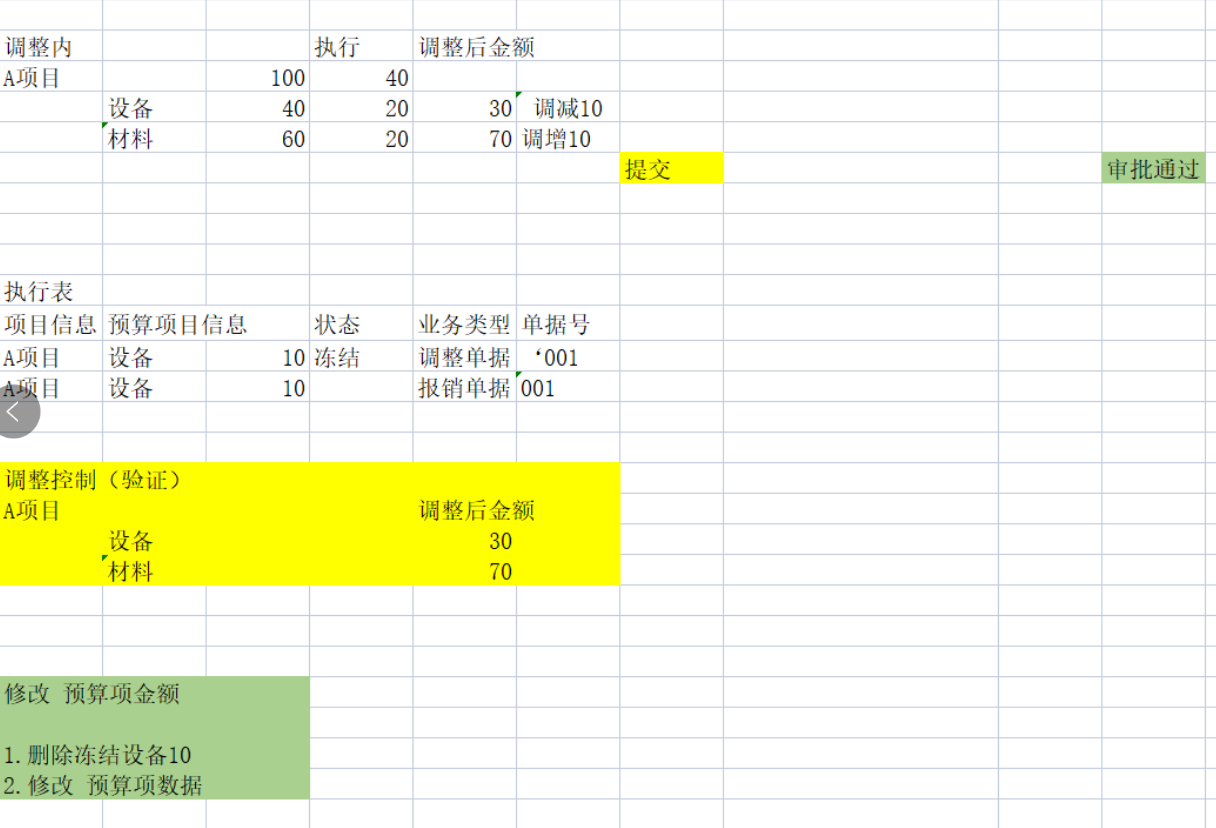 调整内 执行 调整后金额
A项目 100 40
设备 40 20 30 调减10
材料 60 20 70 调增10
提交 审批通过
执行表
项目信息 预算项目信息 状态 业务类型 单据号
A项目 设备 10 冻结 调整单据 ‘001
A项目 设备 10 报销单据 001
调整控制（验证）
A项目 调整后金额
设备 30
材料 70
修改 预算项金额
1.删除冻结设备10
2.修改 预算项数据